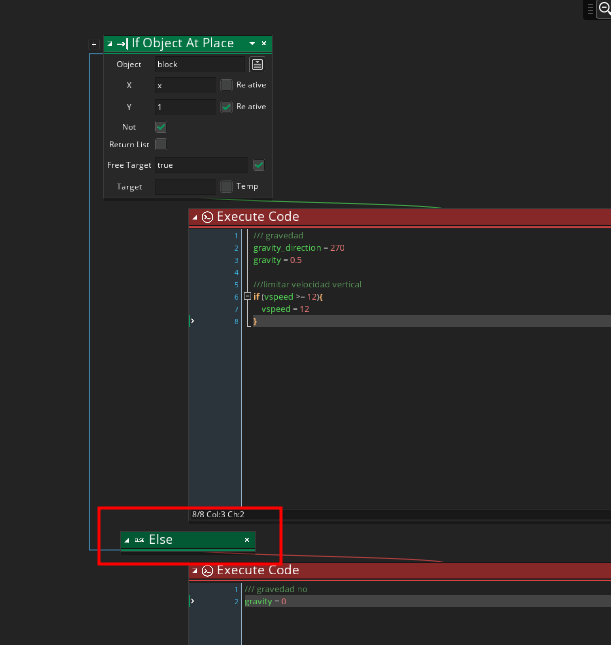 If Object At Place
Object block
X x Relative
Y 1 Relative
Not
Return List
Free Target true
Target Temp
Execute Code
1 /// gravedad
2 gravity_direction = 270
3 gravity = 0.5
4
5 ///limitar velocidad vertical
6 if (vspeed >= 12){
7 vspeed = 12
8 }
8/8 Col:3 Ch:2
Else
Execute Code
1 /// gravedad no
2 gravity = 0